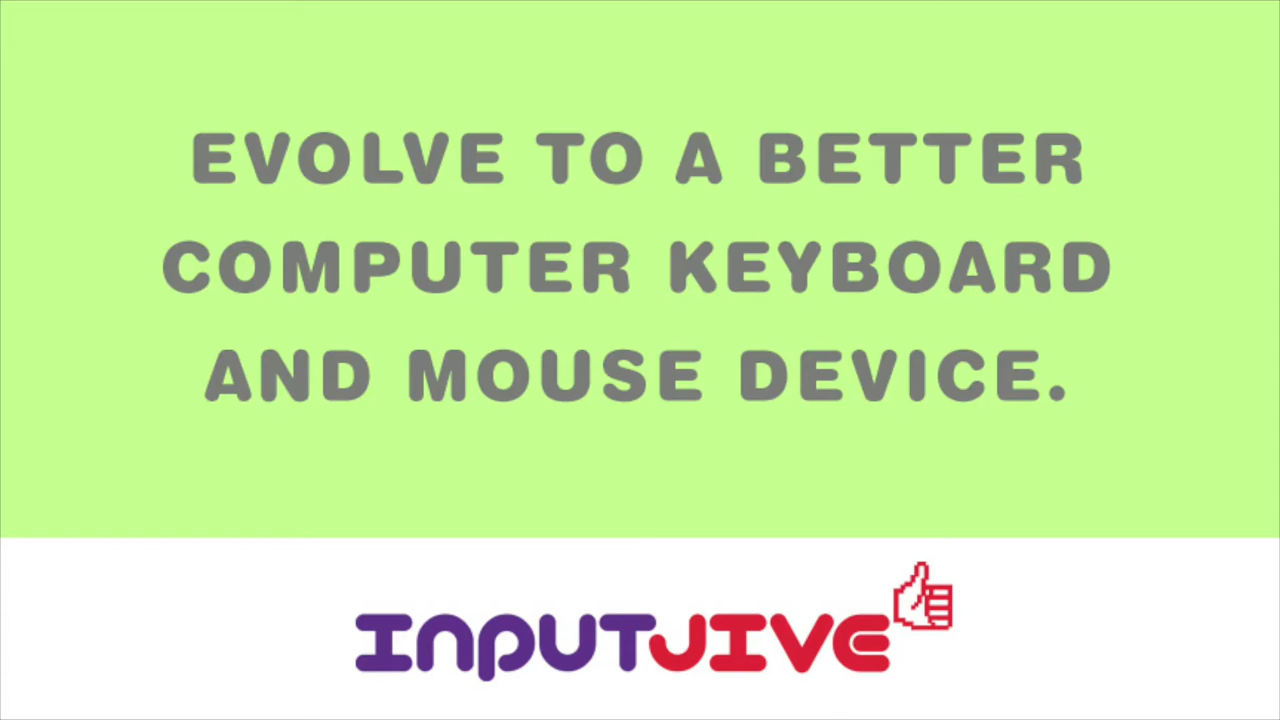 EVOLVE TO A BETTER
COMPUTER KEYBOARD
AND MOUSE DEVICE.
INPUTJIVE